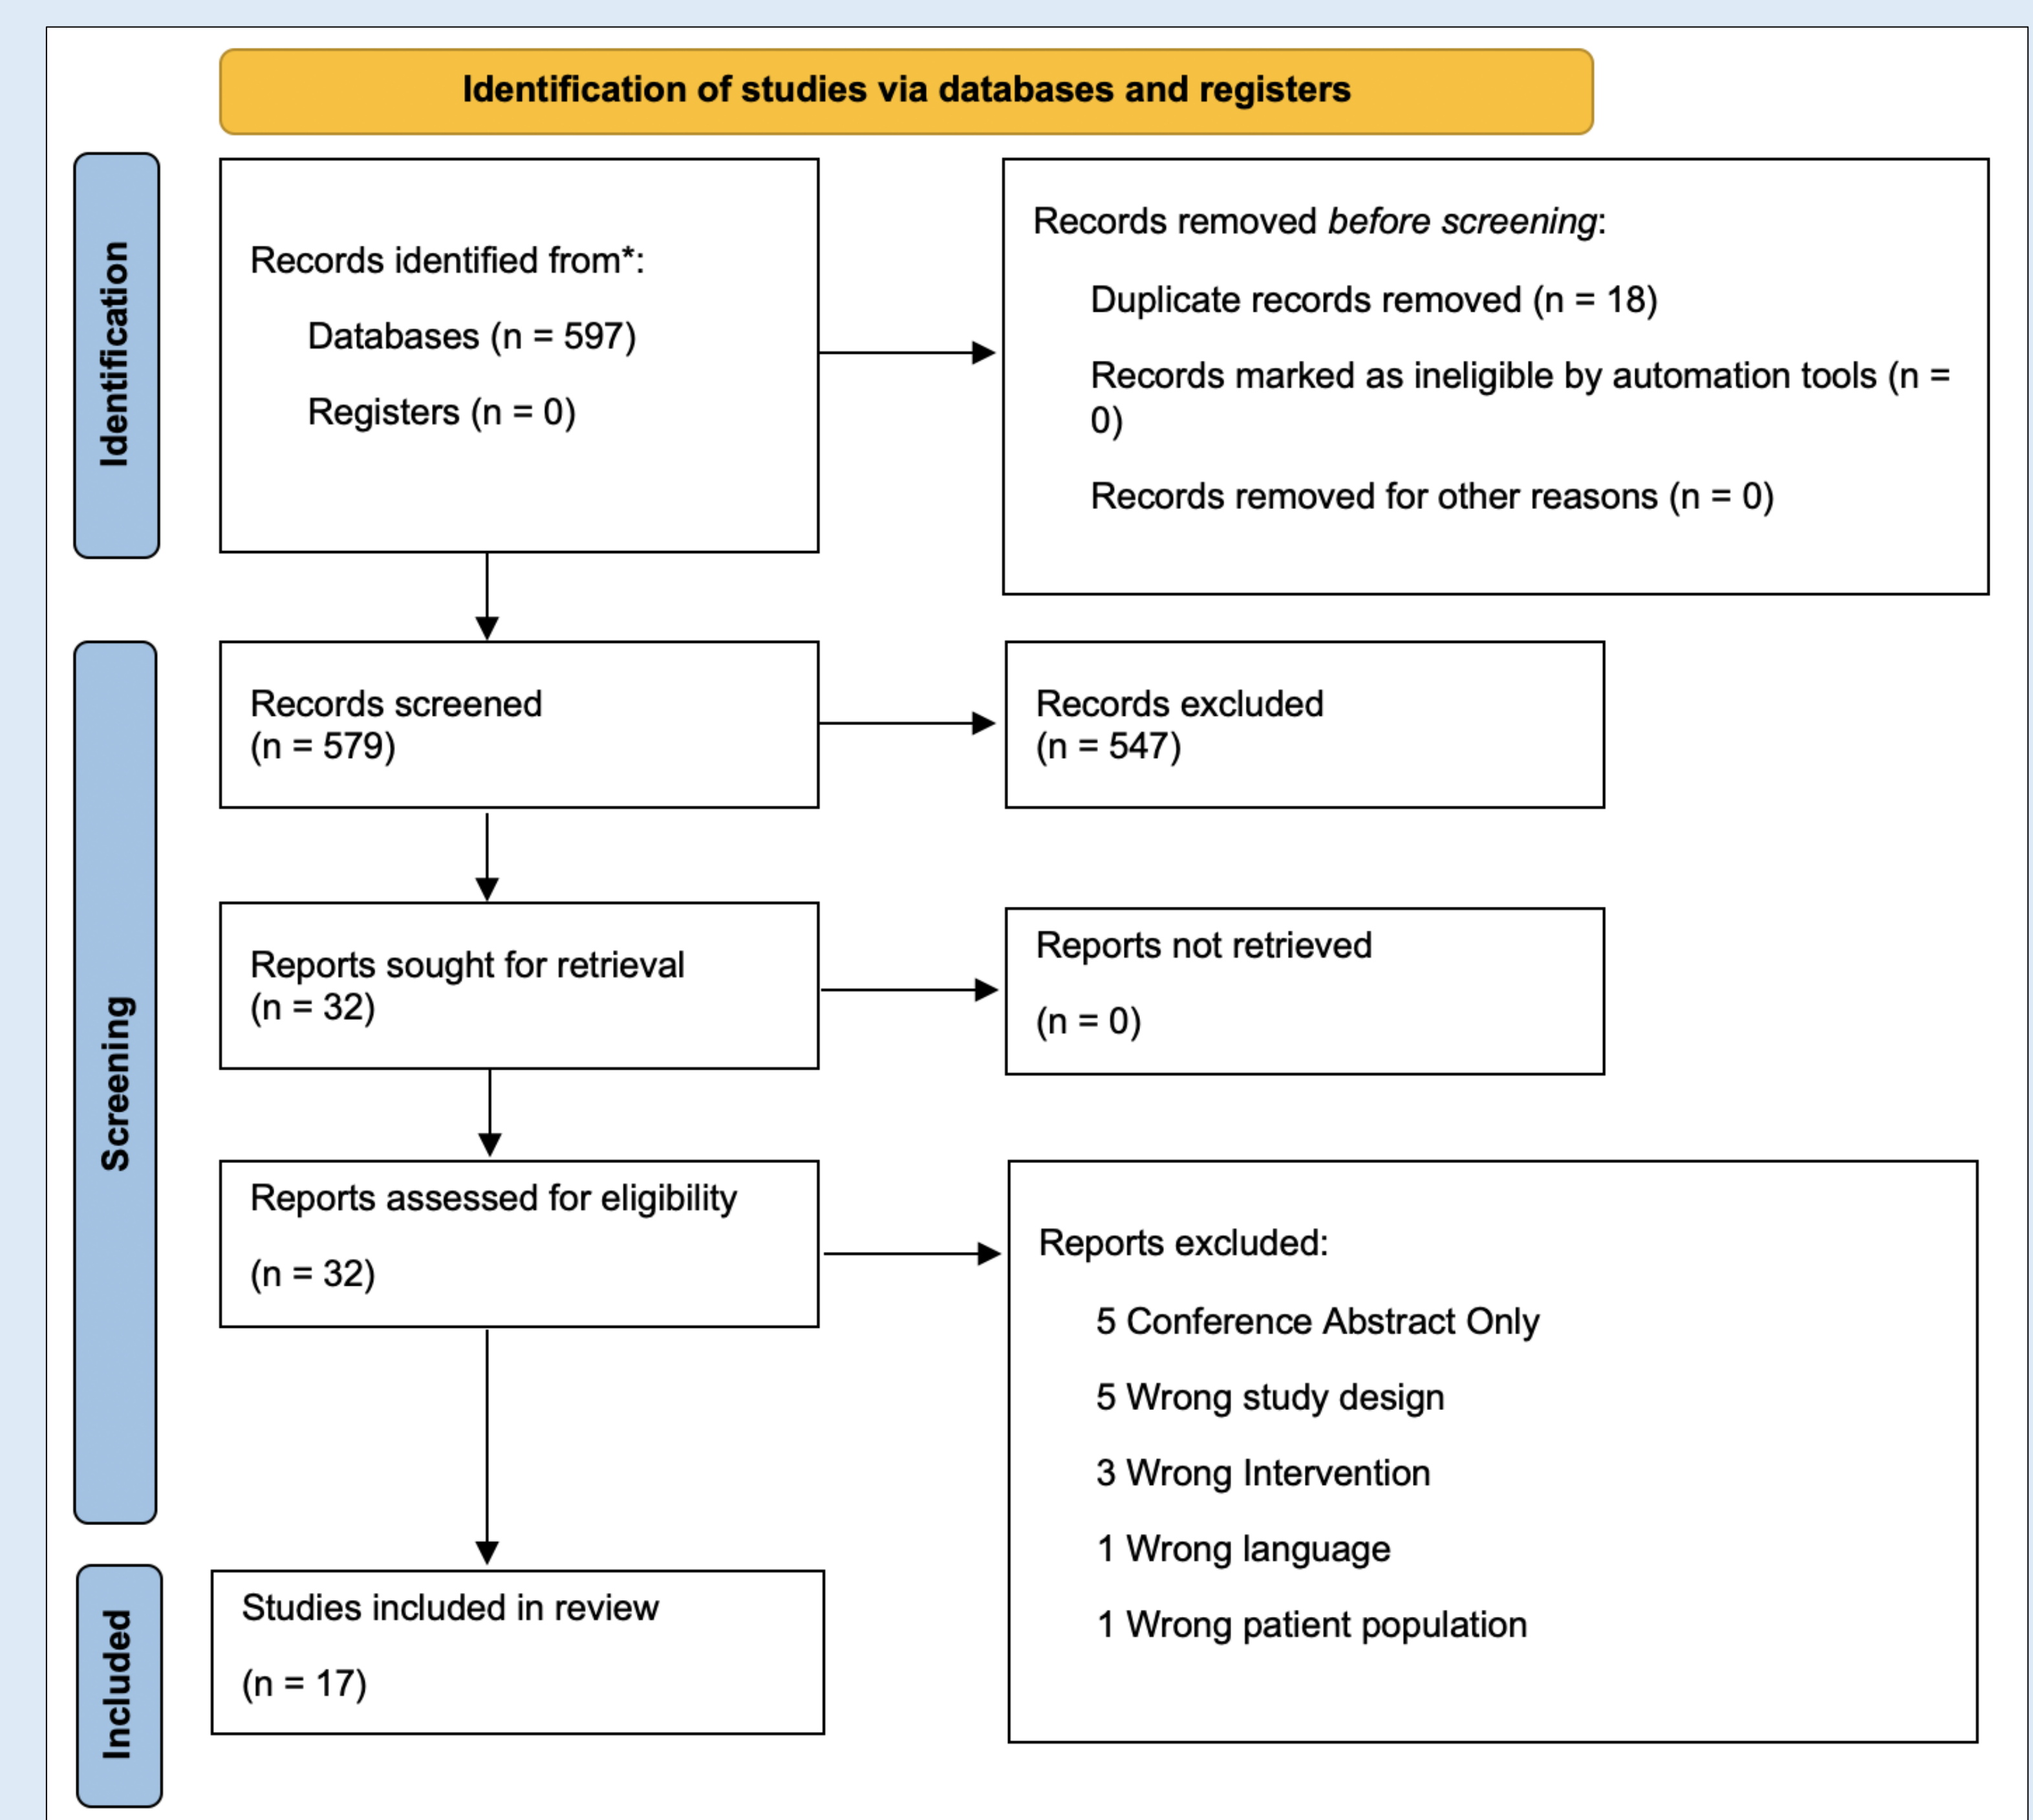 Identification of studies via databases and registers
Identification
Records identified from*:
Databases (n = 597)
Registers (n = 0)
Records removed before screening:
Duplicate records removed (n = 18)
Records marked as ineligible by automation tools (n =
0)
Records removed for other reasons (n = 0)
Screening
Records screened
(n = 579)
Records excluded
(n = 547)
Reports sought for retrieval
(n = 32)
Reports not retrieved
(n = 0)
Reports assessed for eligibility
(n = 32)
Reports excluded:
5 Conference Abstract Only
5 Wrong study design
3 Wrong Intervention
1 Wrong language
1 Wrong patient population
Included
Studies included in review
(n = 17)